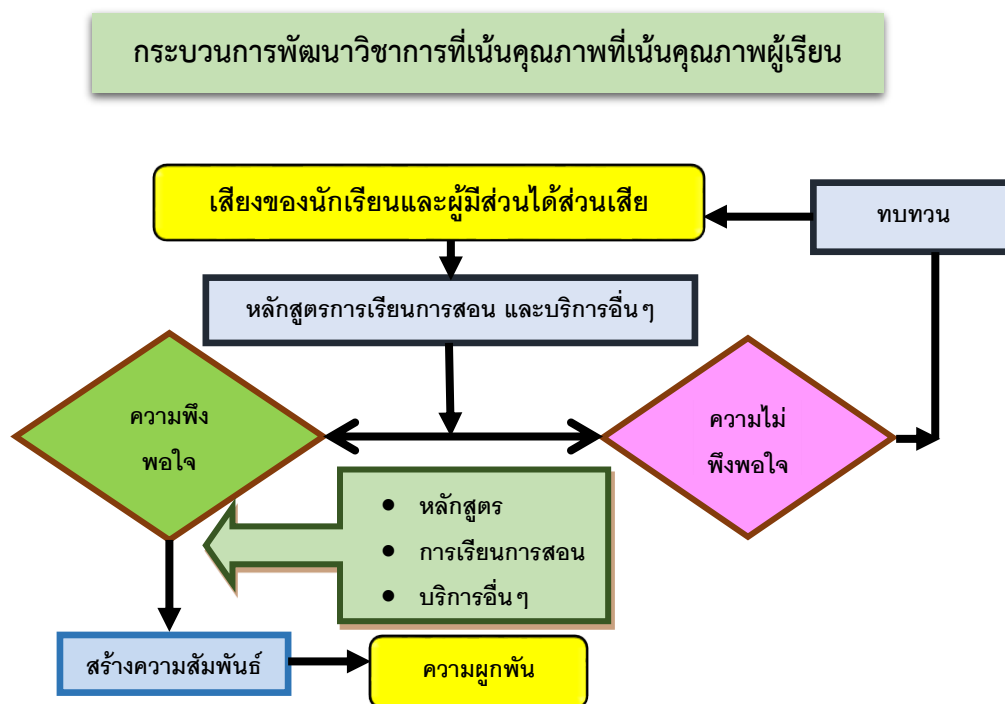 กระบวนการพัฒนาวิชาการที่เน้นคุณภาพที่เน้นคุณภาพผู้เรียน
เสียงของนักเรียนและผู้มีส่วนได้ส่วนเสีย
ทบทวน
หลักสูตรการเรียนการสอน และบริการอื่นๆ
ความพึง
พอใจ
ความไม่
พึงพอใจ
● หลักสูตร
● การเรียนการสอน
● บริการอื่นๆ
สร้างความสัมพันธ์
ความผูกพัน